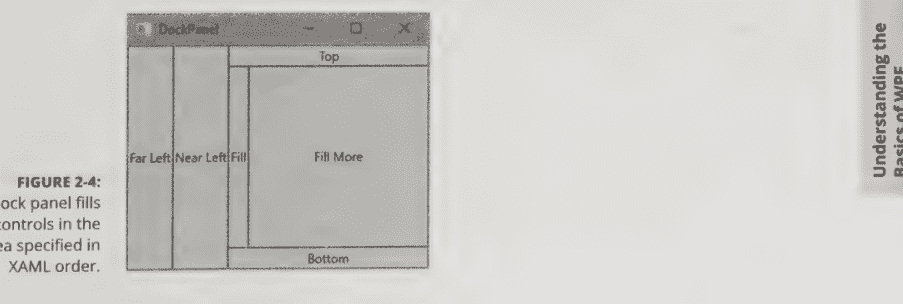 DockPanel
Top
Far Left Near Left Fill Fill More
Bottom
FIGURE 2-4:
ock panel fills
controls in the
ea specified in
XAML order.
Understanding the
Basics of WPF